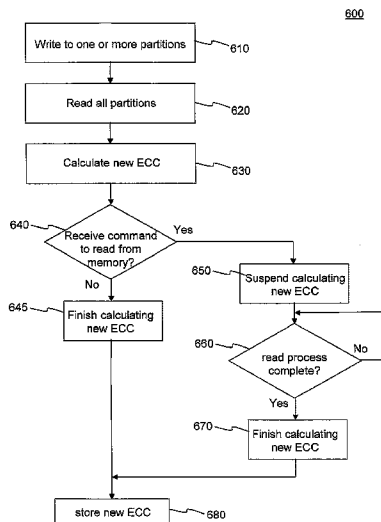 600
Write to one or more partitions
610
Read all partitions
620
Calculate new ECC
630
640
Receive command
to read from
memory?
Yes
No
650
Suspend calculating
new ECC
645
Finish calculating
new ECC
660
read process
complete?
No
Yes
670
Finish calculating
new ECC
store new ECC
680